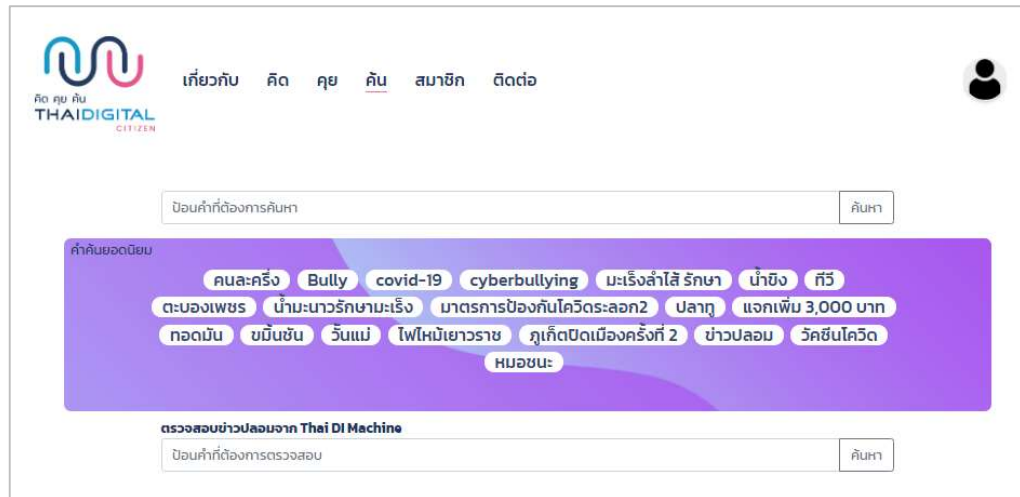 เกี่ยวกับ คิด คุย ค้น สมาชิก ติดต่อ
คิด คุย ค้น
THAIDIGITAL
CITIZEN
ป้อนคำที่ต้องการค้นหา ค้นหา
คำค้นยอดนิยม
คนละครึ่ง Bully covid-19 cyberbullying มะเร็งลำไส้ รักษา น้ำขิง ทีวี
ตะบองเพชร น้ำมะนาวรักษามะเร็ง มาตรการป้องกันโควิดระลอก2 ปลาทู แจกเพิ่ม 3,000 บาท
ทอดมัน ขมิ้นชัน วันแม่ ไฟไหม้เยาวราช ภูเก็ตปิดเมืองครั้งที่ 2 ข่าวปลอม วัคซีนโควิด
หมอชนะ
ตรวจสอบข่าวปลอมจาก Thai DI Machine
ป้อนคำที่ต้องการตรวจสอบ ค้นหา